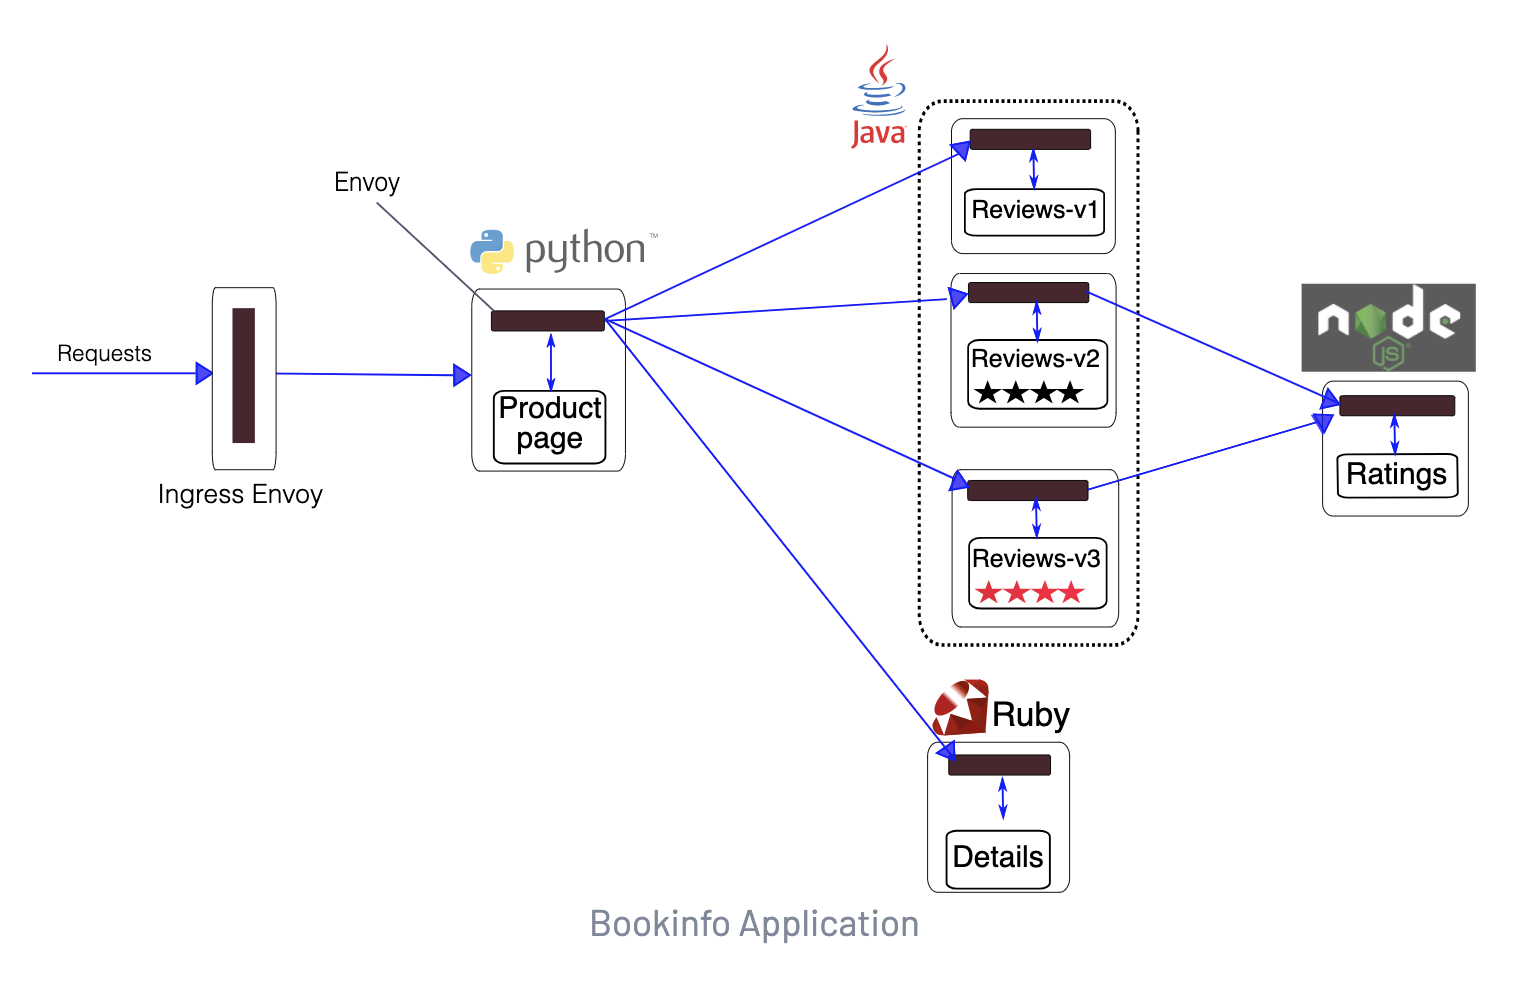 Java
Envoy
python™
Reviews-v1
Requests
Product
page
Reviews-v2
node
JS
Ratings
Ingress Envoy
Reviews-v3
Ruby
Details
Bookinfo Application